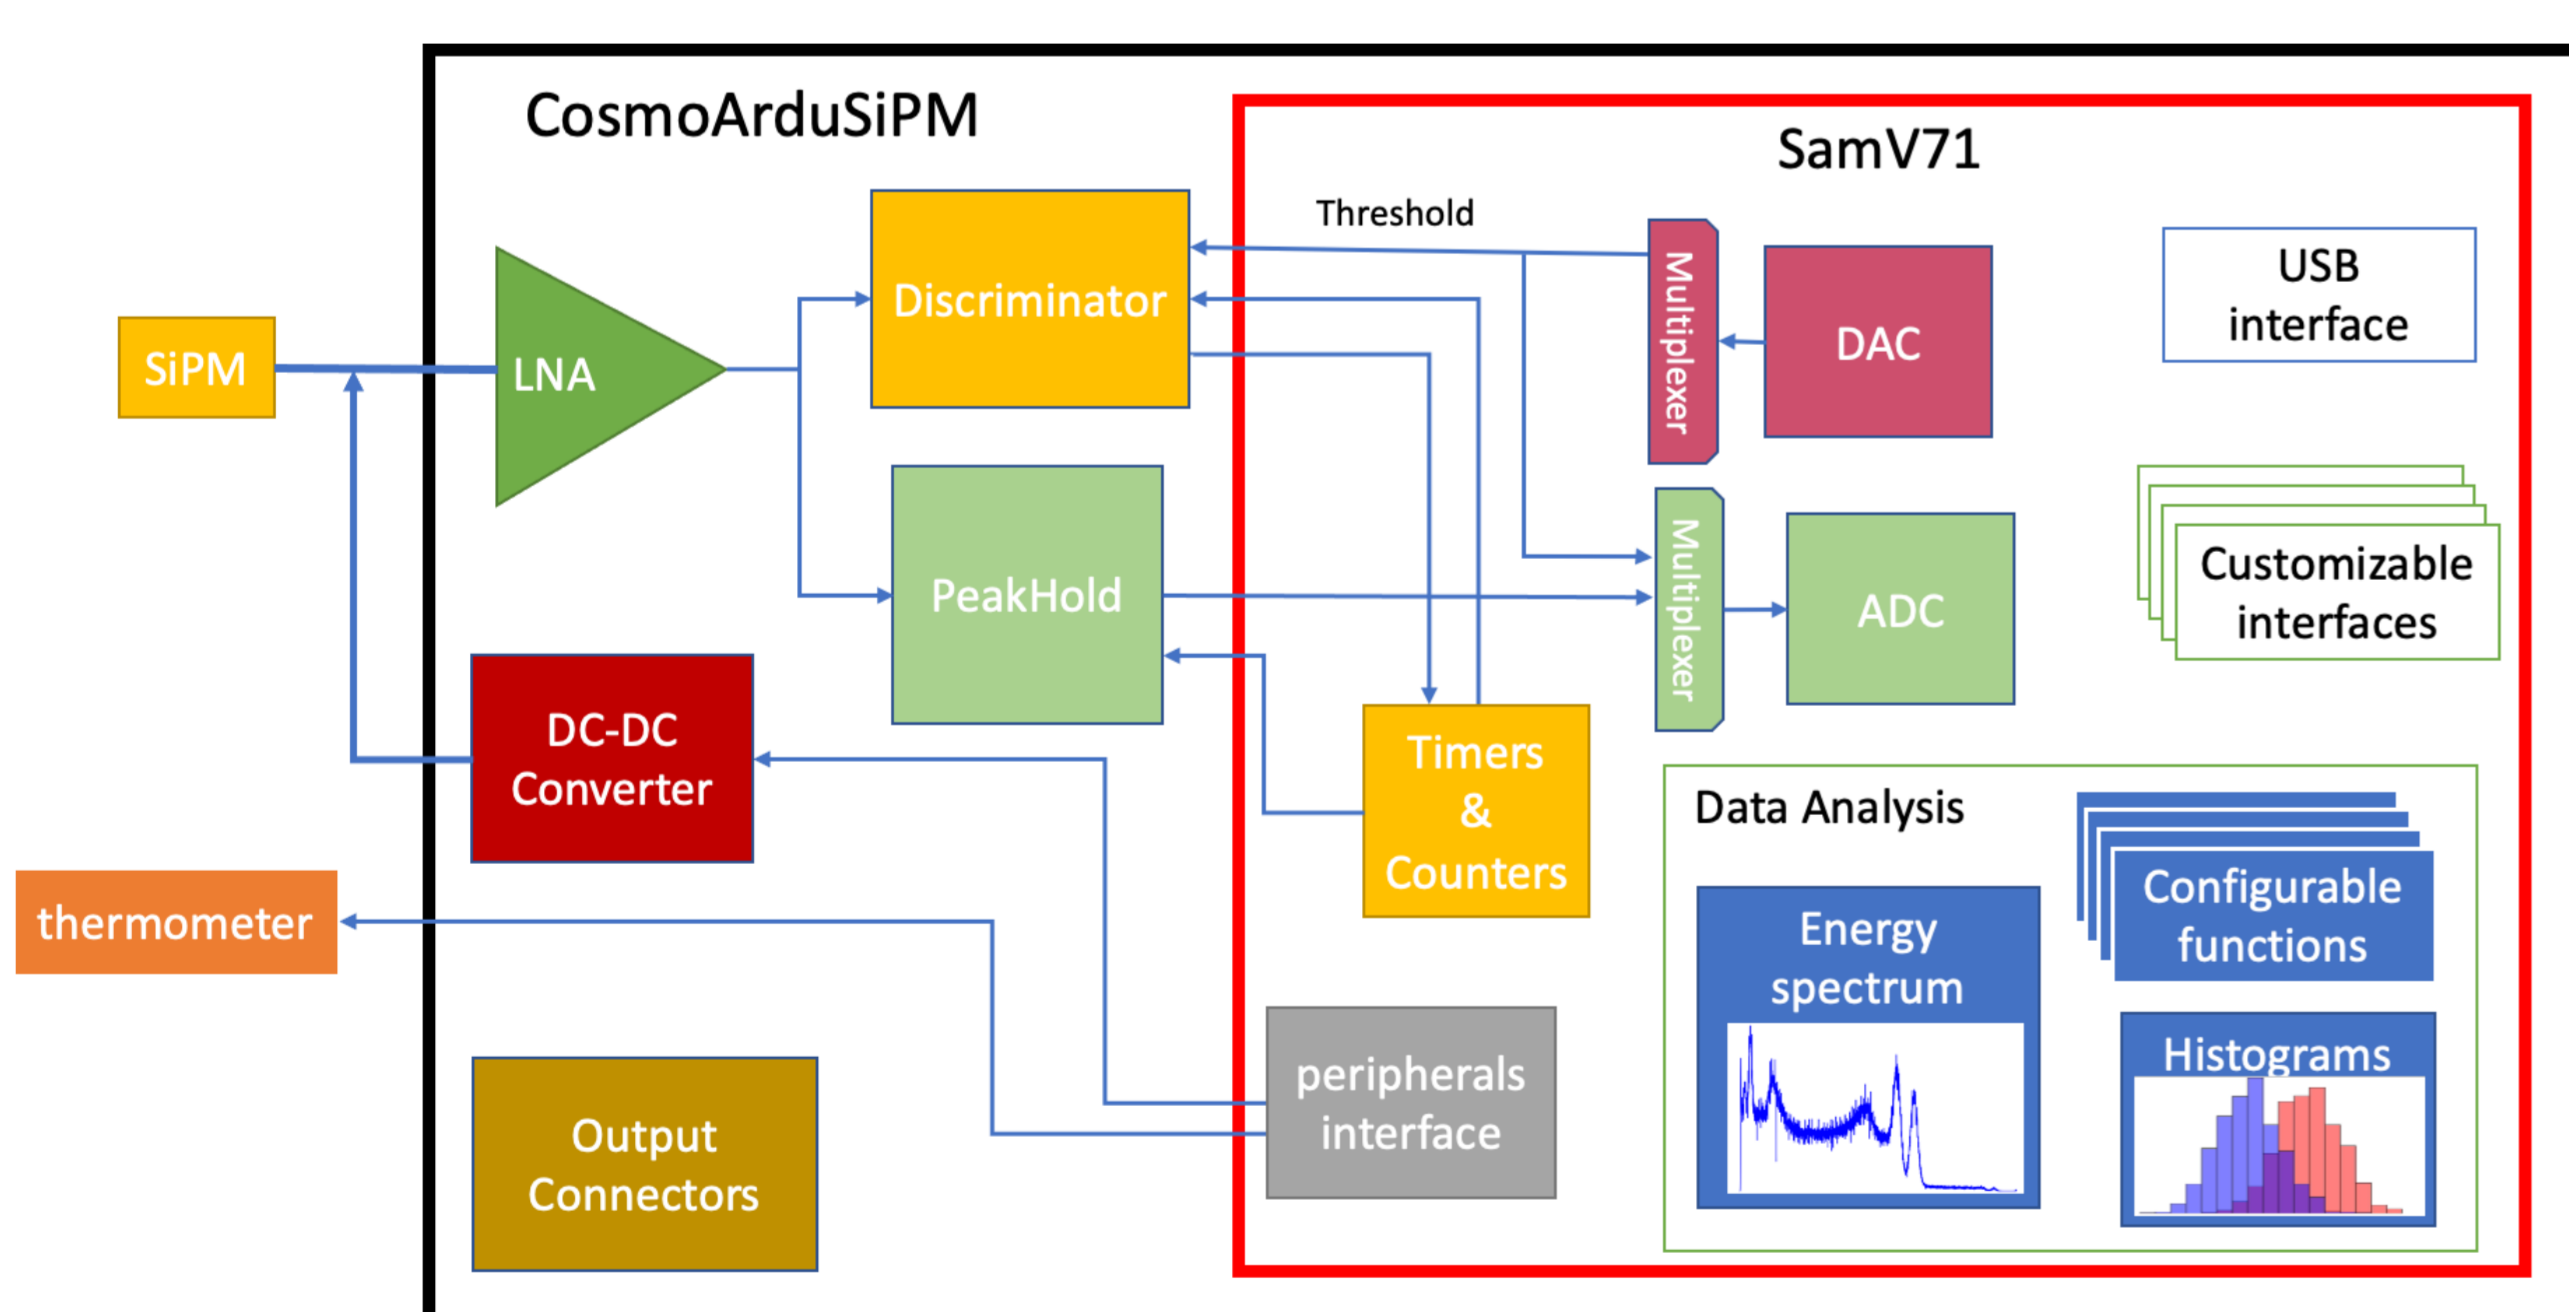 CosmoArduSiPM
SamV71
Threshold
Discriminator
Multiplexer
DAC
USB
interface
SiPM
LNA
PeakHold
Multiplexer
ADC
Customizable
interfaces
DC-DC
Converter
Timers
&
Counters
Data Analysis
Configurable
functions
thermometer
Energy
spectrum
Histograms
peripherals
interface
Output
Connectors